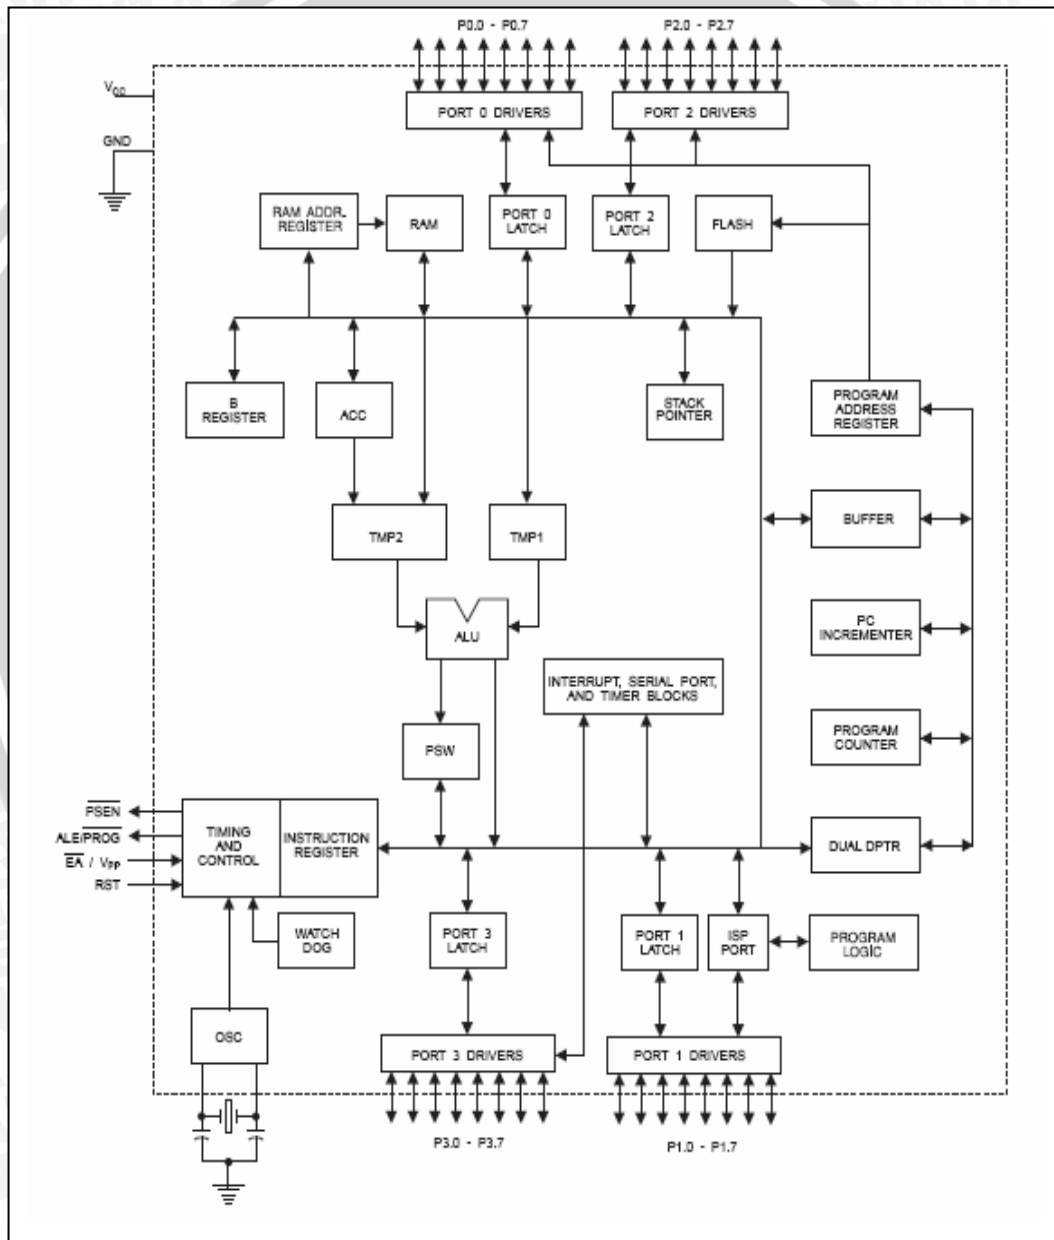 P0.0 - P0.7
P2.0 - P2.7
VCC
GND
PORT 0 DRIVERS
PORT 2 DRIVERS
RAM ADDR.
REGISTER
RAM
PORT 0
LATCH
PORT 2
LATCH
FLASH
B
REGISTER
ACC
STACK
POINTER
PROGRAM
ADDRESS
REGISTER
TMP2
TMP1
BUFFER
ALU
PC
INCREMENTER
INTERRUPT, SERIAL PORT,
AND TIMER BLOCKS
PSW
PROGRAM
COUNTER
PSEN
ALE/PROG
EA / VPP
RST
TIMING
AND
CONTROL
INSTRUCTION
REGISTER
DUAL DPTR
WATCH
DOG
PORT 3
LATCH
PORT 1
LATCH
ISP
PORT
PROGRAM
LOGIC
OSC
PORT 3 DRIVERS
PORT 1 DRIVERS
P3.0 - P3.7
P1.0 - P1.7